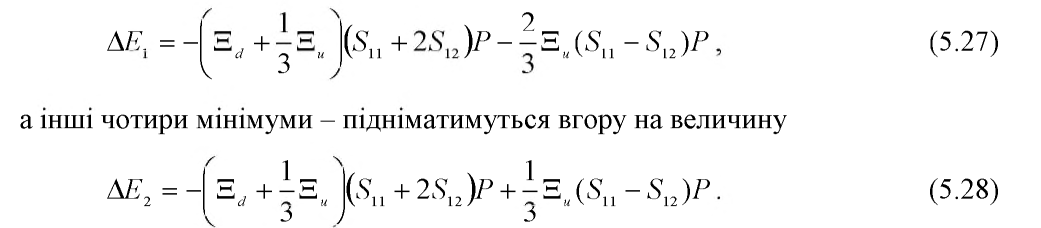 ΔE₁ = −(Ξ_d + 1/3 Ξ_u)(S₁₁ + 2S₁₂)P − 2/3 Ξ_u (S₁₁ − S₁₂)P , (5.27)
а інші чотири мінімуми – підніматимуться вгору на величину
ΔE₂ = −(Ξ_d + 1/3 Ξ_u)(S₁₁ + 2S₁₂)P + 1/3 Ξ_u (S₁₁ − S₁₂)P . (5.28)